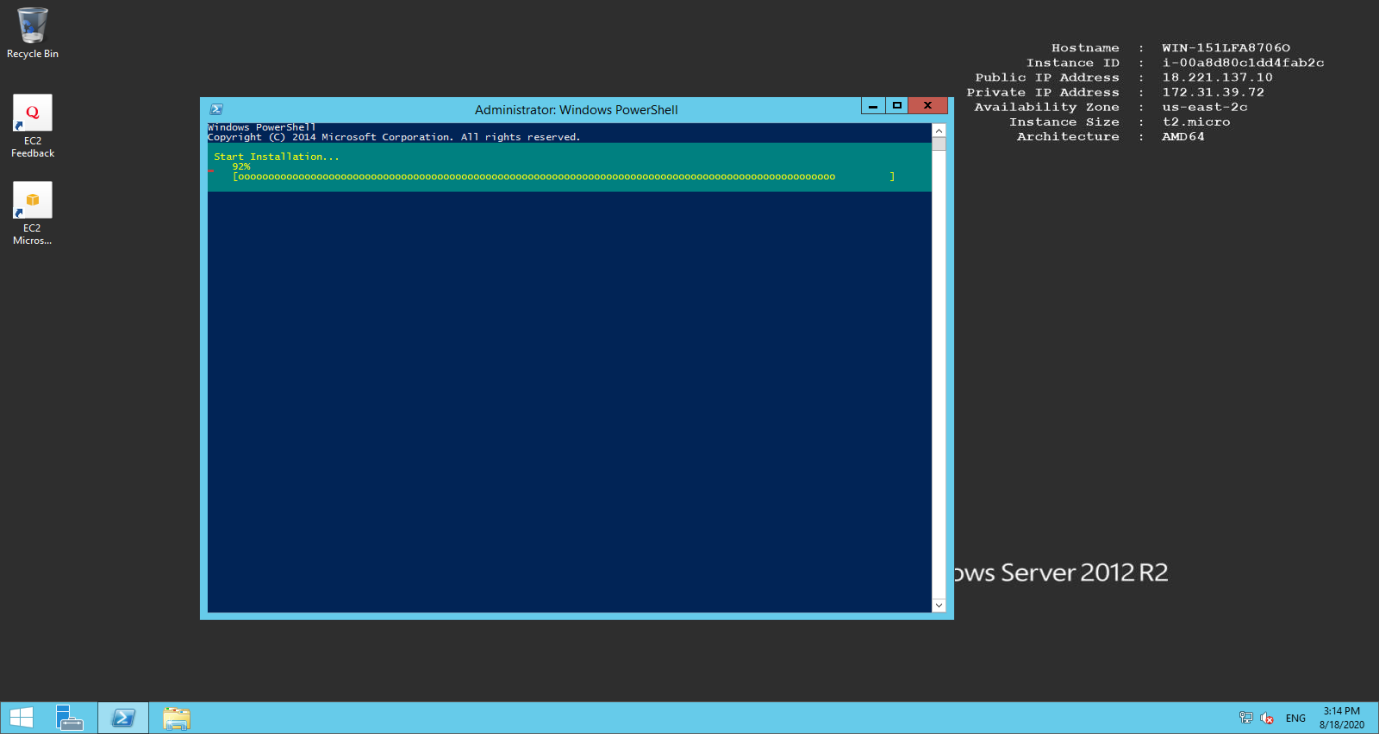 Recycle Bin
EC2
Feedback
EC2
Micros...
Hostname : WIN-151LFA8706O
Instance ID : i-00a8d80c1dd4fab2c
Public IP Address : 18.221.137.10
Private IP Address : 172.31.39.72
Availability Zone : us-east-2c
Instance Size : t2.micro
Architecture : AMD64
Administrator: Windows PowerShell
Windows PowerShell
Copyright (C) 2014 Microsoft Corporation. All rights reserved.
Start Installation...
92%
[ooooooooooooooooooooooooooooooooooooooooooooooooooooooooooooooooooooooooooooooooooooooooooooooooooo         ]
ows Server 2012 R2
ENG
3:14 PM
8/18/2020